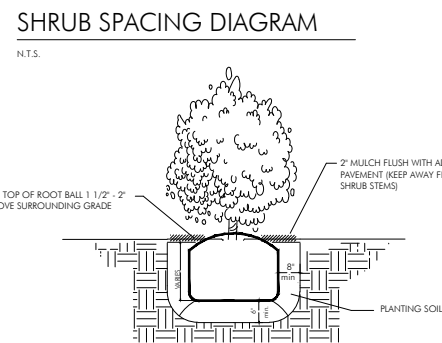 SHRUB SPACING DIAGRAM
N.T.S.
2" MULCH FLUSH WITH
PAVEMENT (KEEP AWAY
SHRUB STEMS)
TOP OF ROOT BALL 1 1/2" - 2"
SURROUNDING GRADE
VARIES
8"
min
6"
min.
PLANTING SOIL